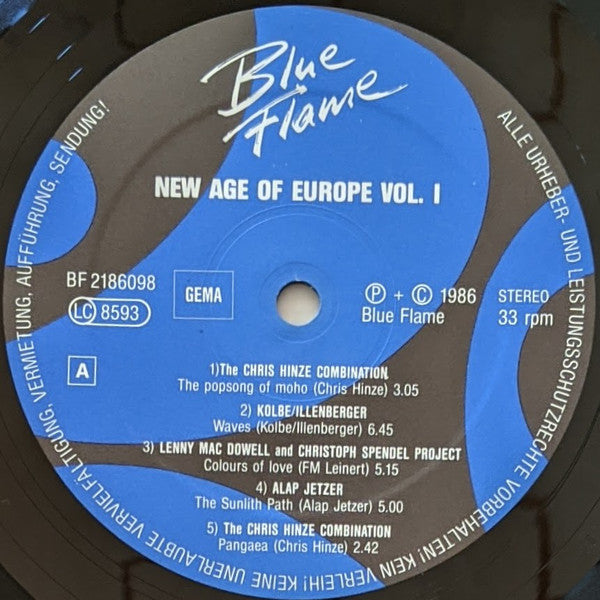 Blue
Flame
NEW AGE OF EUROPE VOL. I
BF 2186098
LC 8593
GEMA
Ⓟ + © 1986
Blue Flame
STEREO
33 rpm
A
1)The CHRIS HINZE COMBINATION
The popsong of moho (Chris Hinze) 3.05
2) KOLBE/ILLENBERGER
Waves (Kolbe/Illenberger) 6.45
3) LENNY MAC DOWELL and CHRISTOPH SPENDEL PROJECT
Colours of love (FM Leinert) 5.15
4) ALAP JETZER
The Sunlith Path (Alap Jetzer) 5.00
5) The CHRIS HINZE COMBINATION
Pangaea (Chris Hinze) 2.42
ALLE URHEBER- UND LEISTUNGSSCHUTZRECHTE VORBEHALTEN! KEIN VERLEIH! KEINE UNERLAUBTE VERVIELFÄLTIGUNG, VERMIETUNG, AUFFÜHRUNG, SENDUNG!